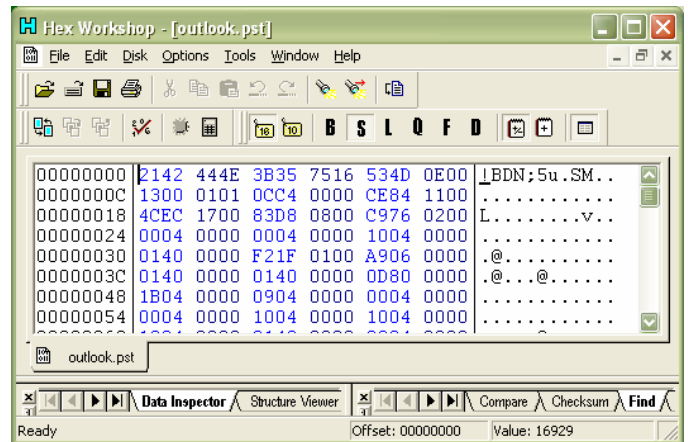 Hex Workshop - [outlook.pst]
File Edit Disk Options Tools Window Help
16 10 B S L Q F D
00000000 2142 444E 3B35 7516 534D 0E00 !BDN;5u.SM..
0000000C 1300 0101 0CC4 0000 CE84 1100 ............
00000018 4CEC 1700 83D8 0800 C976 0200 L........v..
00000024 0004 0000 0004 0000 1004 0000 ............
00000030 0140 0000 F21F 0100 A906 0000 .@..........
0000003C 0140 0000 0140 0000 0D80 0000 .@...@......
00000048 1B04 0000 0904 0000 0004 0000 ............
00000054 0004 0000 1004 0000 1004 0000 ............
outlook.pst
Data Inspector Structure Viewer Compare Checksum Find
Ready Offset: 00000000 Value: 16929